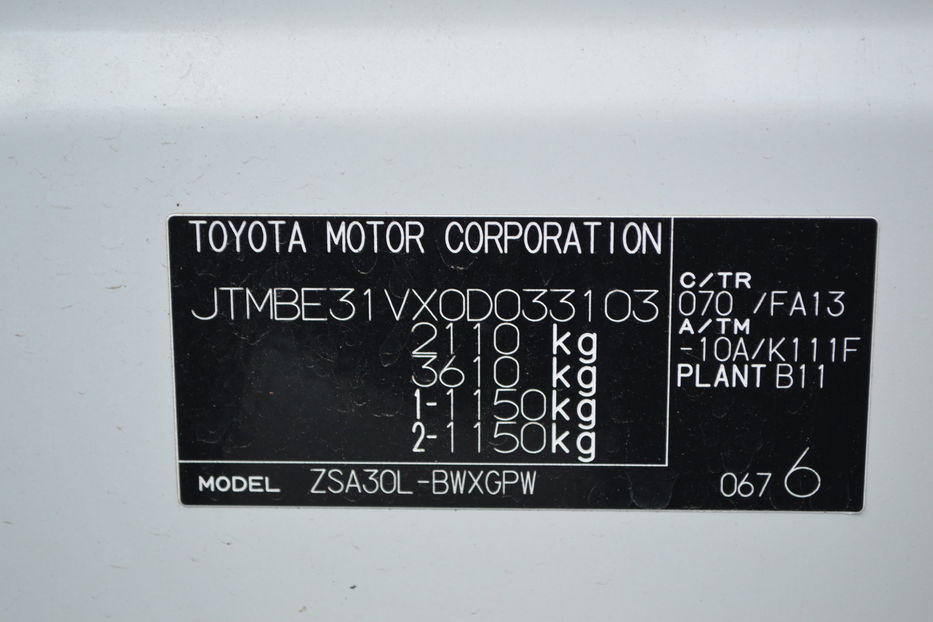 TOYOTA MOTOR CORPORATION
JTMBE31VX0D033103
2110 kg
3610 kg
1-1150kg
2-1150kg
MODEL ZSA30L-BWXGPW
C/TR
070 /FA13
A/TM
-10A/K111F
PLANT B11
067 6